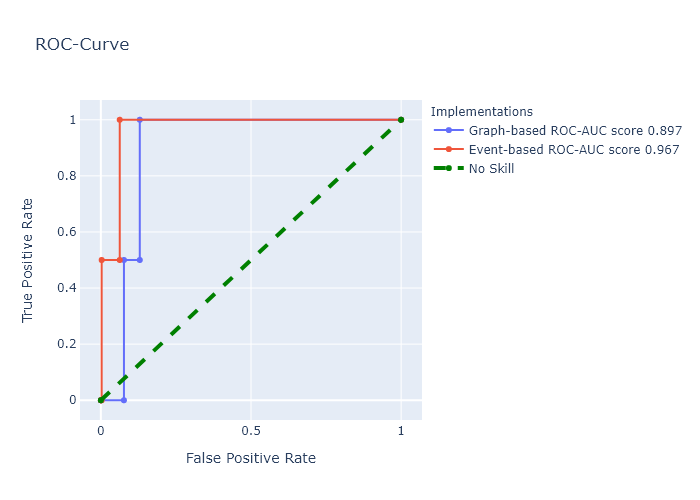 ROC-Curve
Implementations
Graph-based ROC-AUC score 0.897
Event-based ROC-AUC score 0.967
No Skill
1
0.8
0.6
0.4
0.2
0
True Positive Rate
0
0.5
1
False Positive Rate